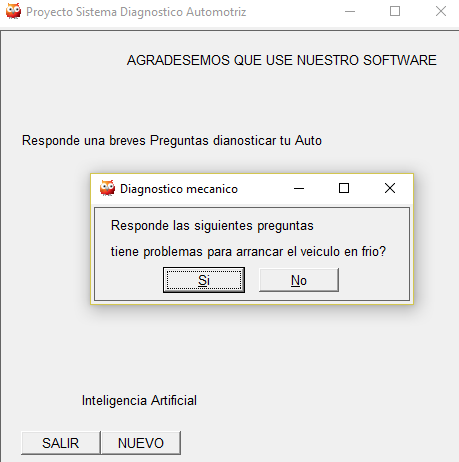 Proyecto Sistema Diagnostico Automotriz
AGRADESEMOS QUE USE NUESTRO SOFTWARE
Responde una breves Preguntas dianosticar tu Auto
Diagnostico mecanico
Responde las siguientes preguntas
tiene problemas para arrancar el veiculo en frio?
Si No
Inteligencia Artificial
SALIR NUEVO